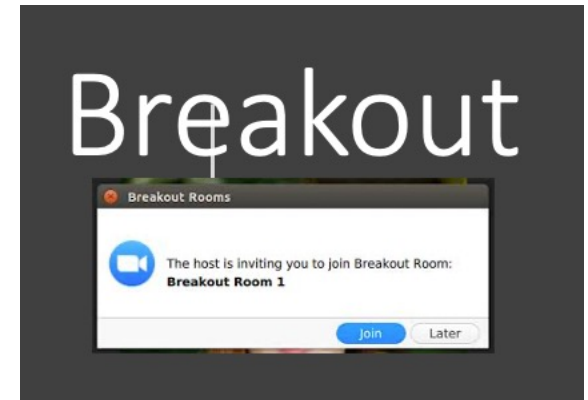 Breakout
Breakout Rooms
The host is inviting you to join Breakout Room:
Breakout Room 1
Join Later